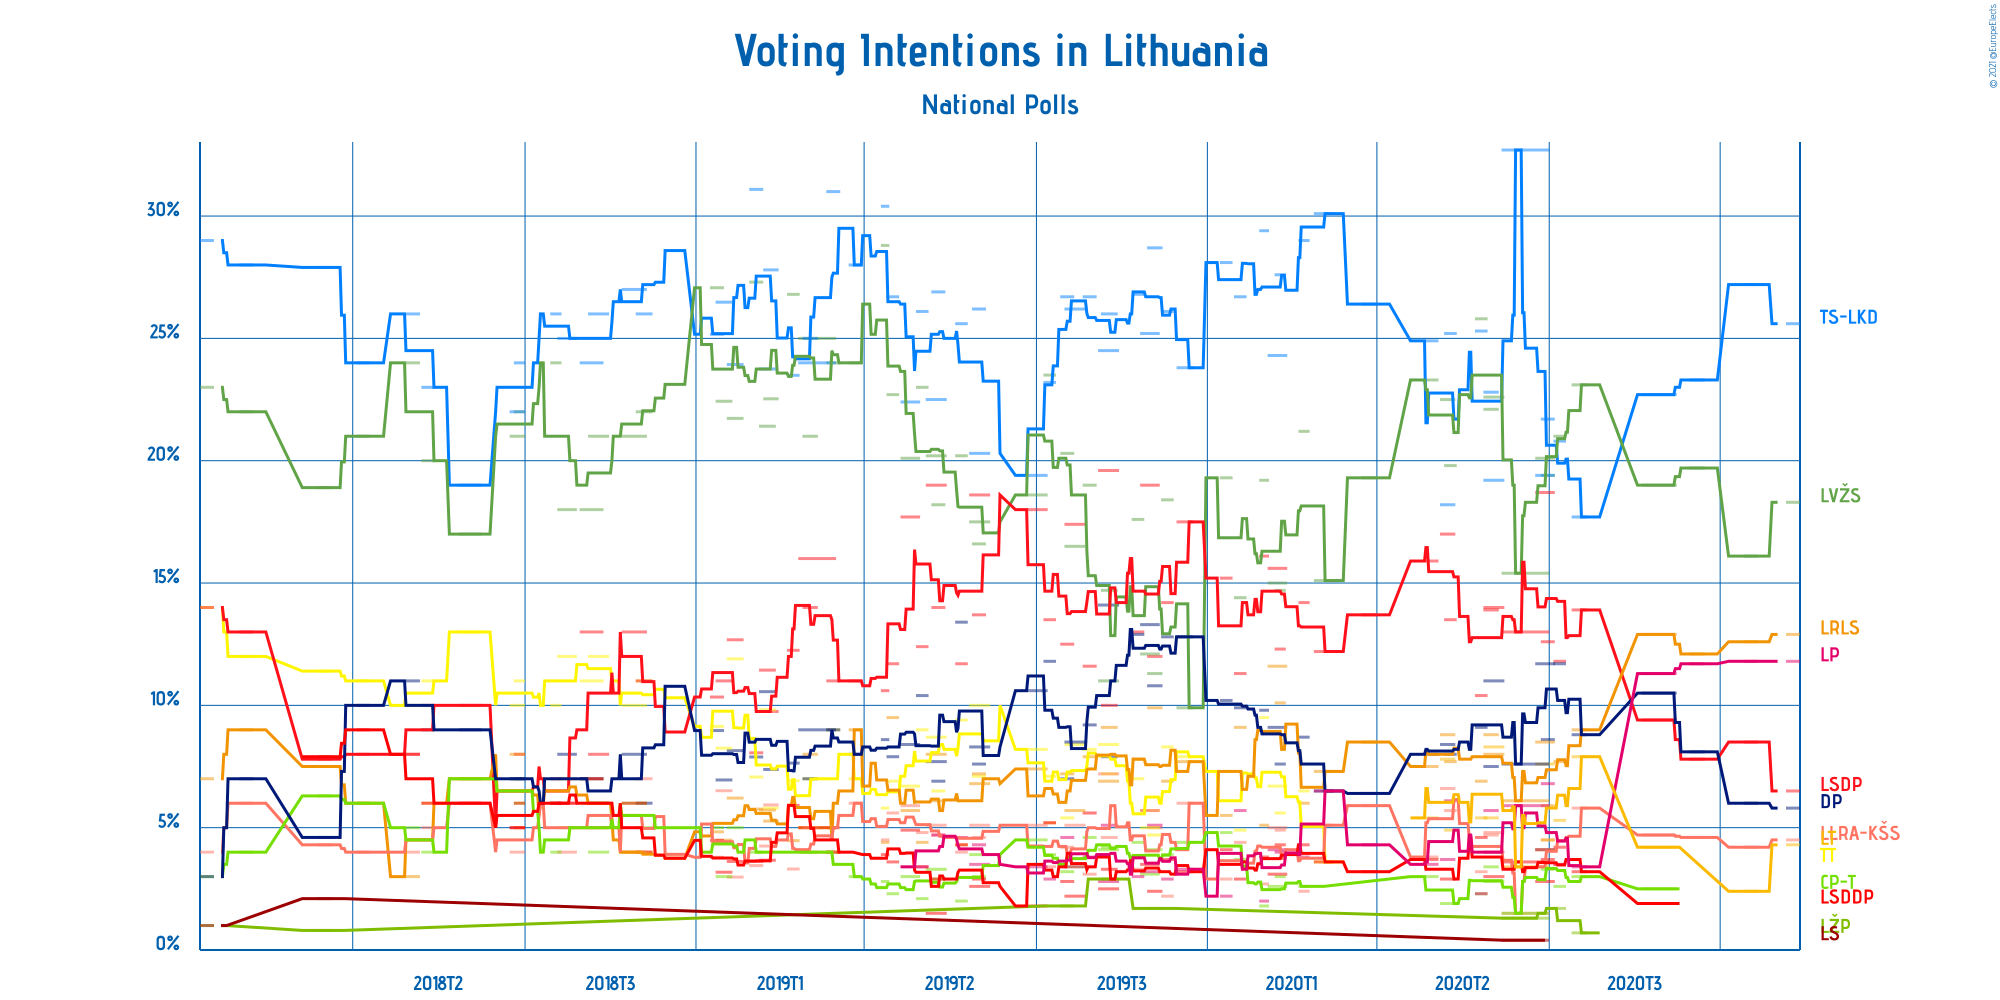 © 2021 @EuropeElects
Voting Intentions in Lithuania
National Polls
30%
25%
20%
15%
10%
5%
0%
TS-LKD
LVŽS
LRLS
LP
LSDP
DP
LLRA-KŠS
LT
TT
CP-T
LSDDP
LŽP
LS
2018T2
2018T3
2019T1
2019T2
2019T3
2020T1
2020T2
2020T3